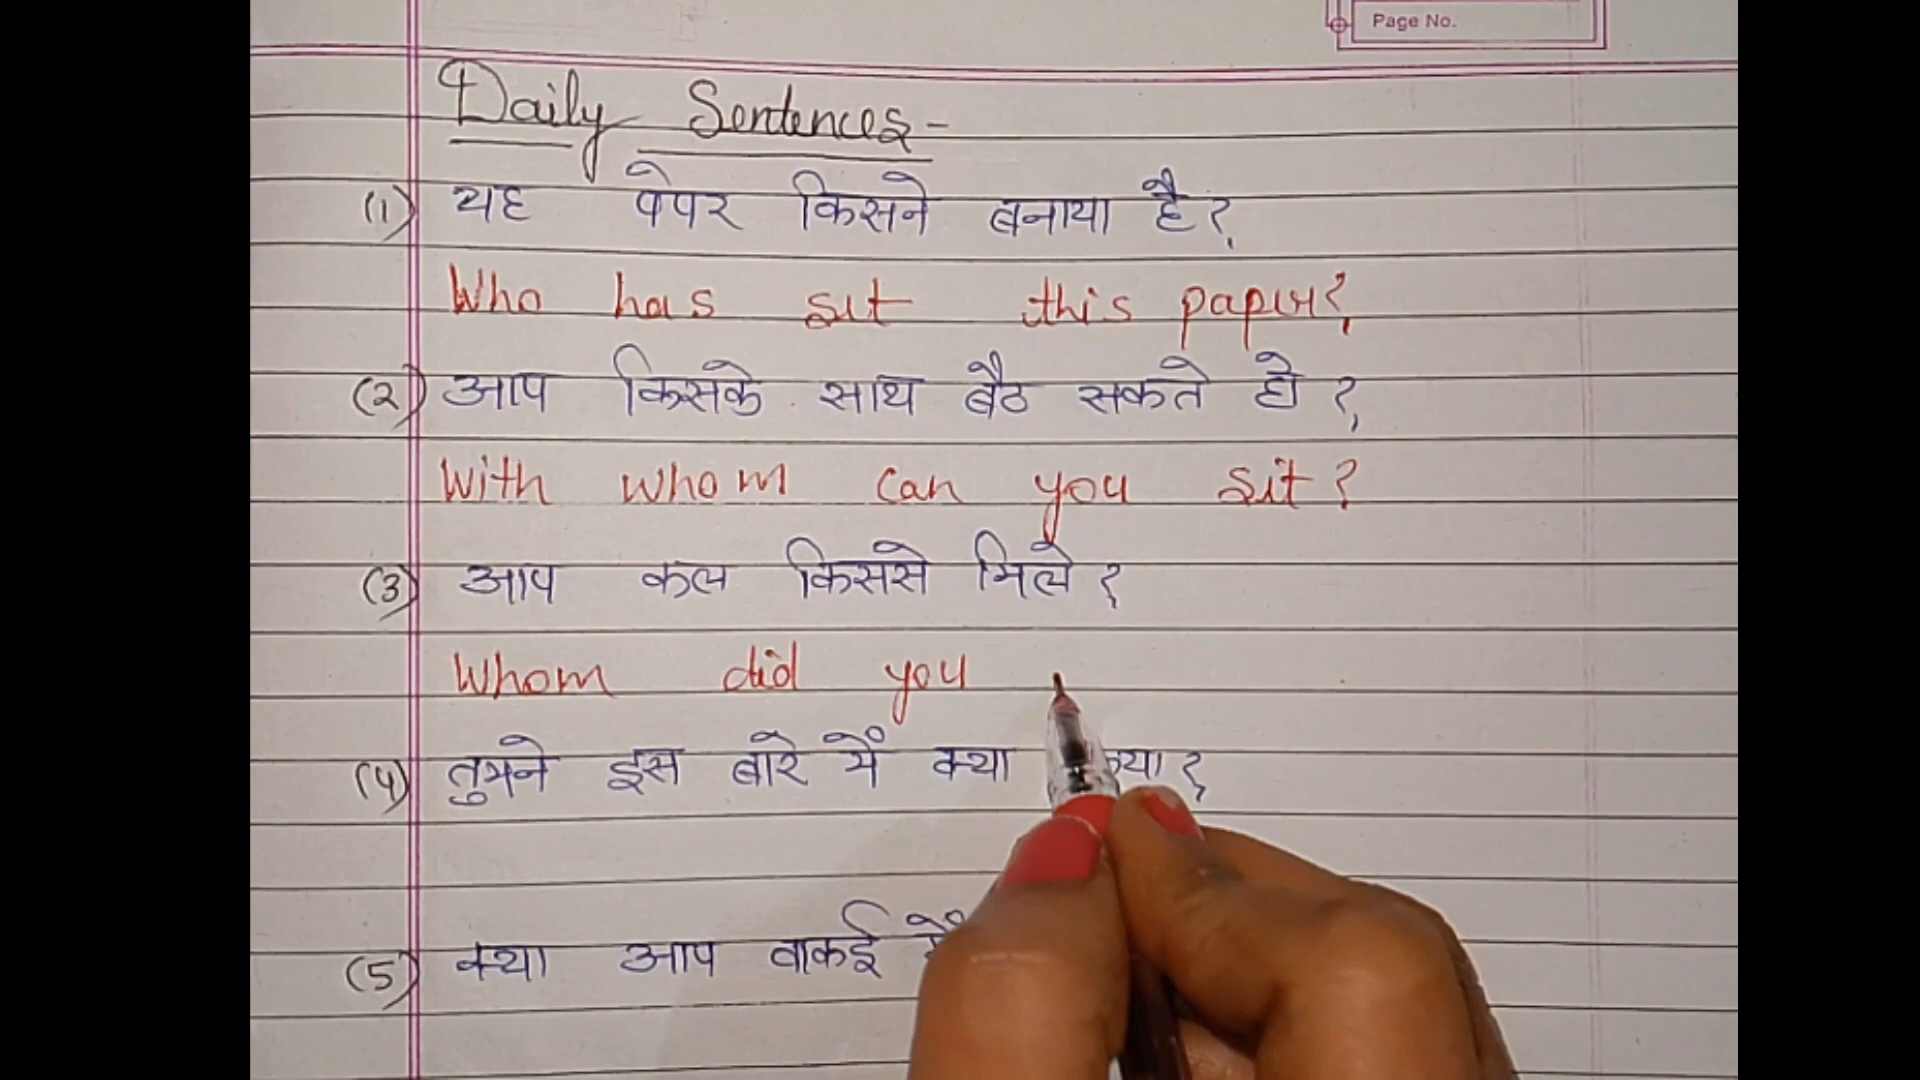 Page No.
Daily Sentences -
(1) यह पेपर किसने बनाया है?
Who has set this paper?
(2) आप किसके साथ बैठ सकते हो?
With whom can you sit?
(3) आप कल किससे मिले?
Whom did you
(4) तुमने इस बारे में क्या
(5) क्या आप वाकई